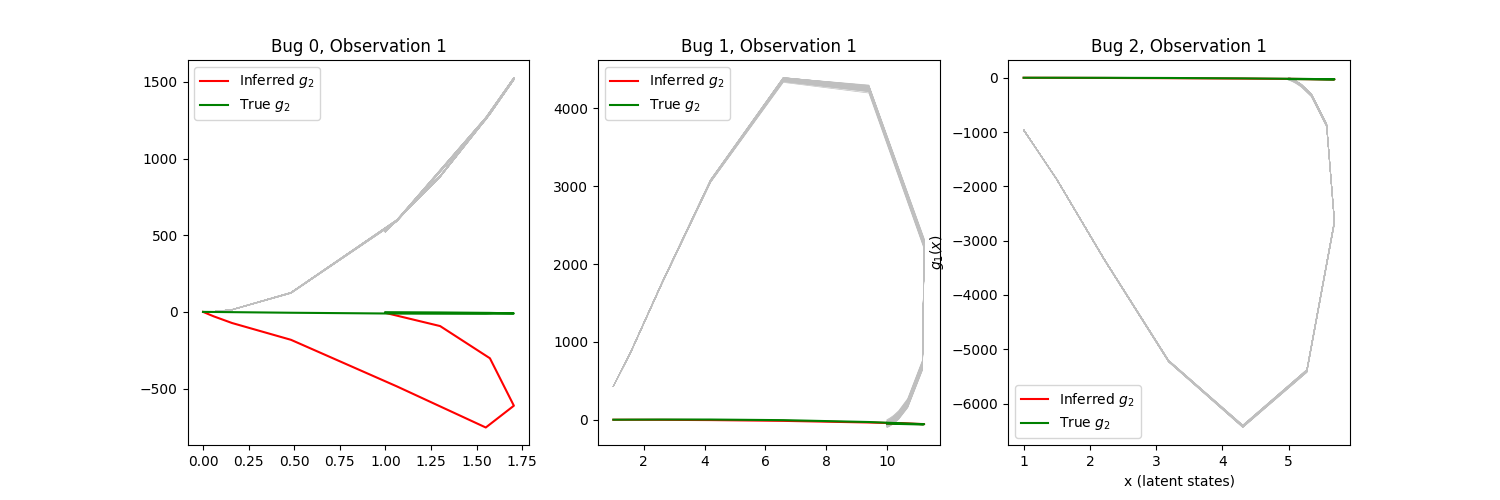 Bug 0, Observation 1
Inferred g₂
True g₂
1500
1000
500
0
−500
0.00 0.25 0.50 0.75 1.00 1.25 1.50 1.75
Bug 1, Observation 1
Inferred g₂
True g₂
4000
3000
2000
1000
0
2 4 6 8 10
Bug 2, Observation 1
g₁(x)
0
−1000
−2000
−3000
−4000
−5000
−6000
Inferred g₂
True g₂
1 2 3 4 5
x (latent states)